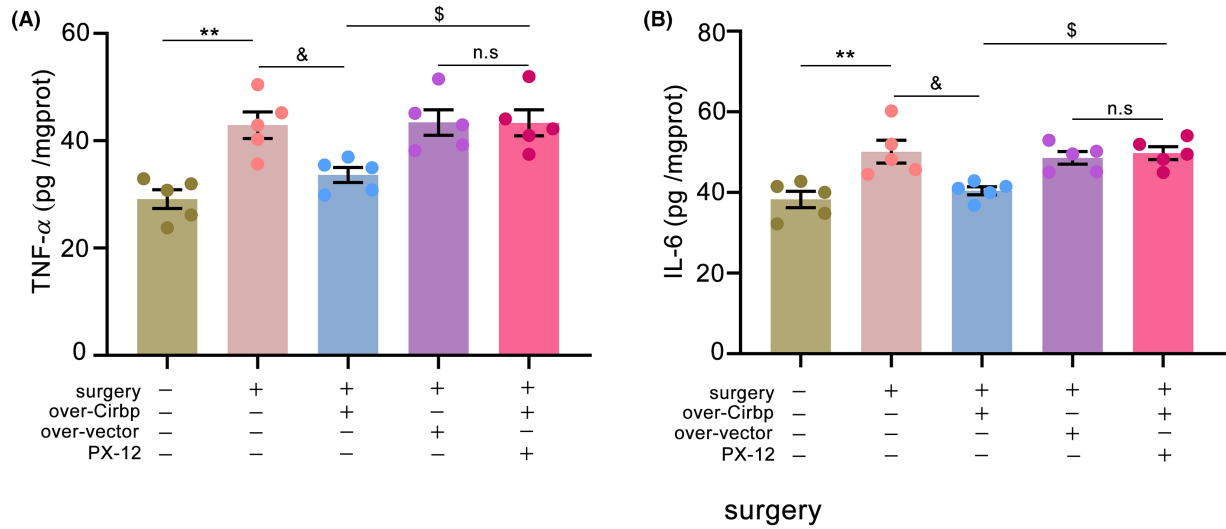 (A)
TNF-α (pg /mgprot)
60
40
20
0
**
&
$
n.s
surgery − + + + +
over-Cirbp − − + − +
over-vector − − − + −
PX-12 − − − − +
(B)
IL-6 (pg /mgprot)
80
60
40
20
0
**
&
$
n.s
surgery − + + + +
over-Cirbp − − + − +
over-vector − − − + −
PX-12 − − − − +
surgery